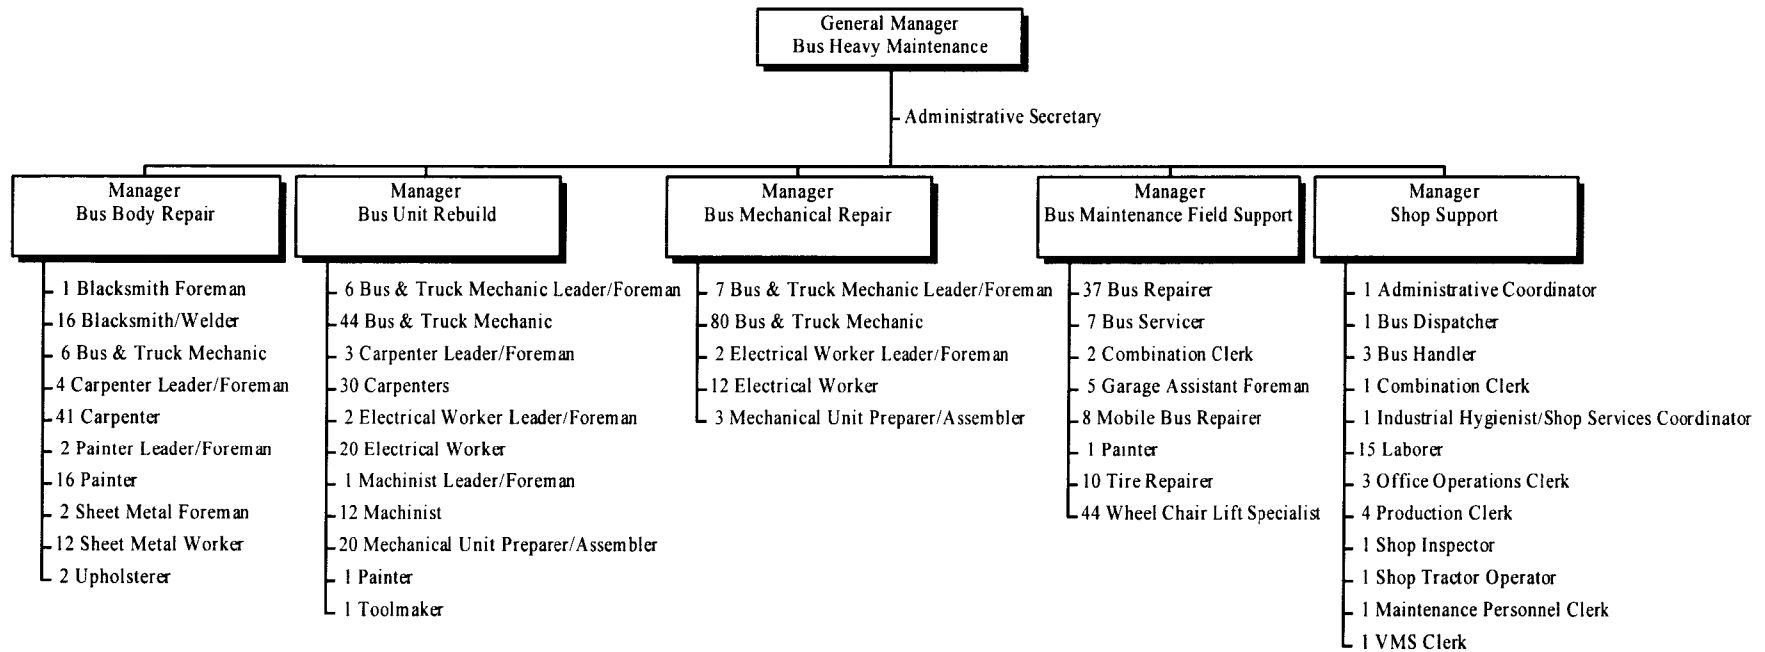 General Manager
Bus Heavy Maintenance
Administrative Secretary
Manager
Bus Body Repair
1 Blacksmith Foreman
16 Blacksmith/Welder
6 Bus & Truck Mechanic
4 Carpenter Leader/Foreman
41 Carpenter
2 Painter Leader/Foreman
16 Painter
2 Sheet Metal Foreman
12 Sheet Metal Worker
2 Upholsterer
Manager
Bus Unit Rebuild
6 Bus & Truck Mechanic Leader/Foreman
44 Bus & Truck Mechanic
3 Carpenter Leader/Foreman
30 Carpenters
2 Electrical Worker Leader/Foreman
20 Electrical Worker
1 Machinist Leader/Foreman
12 Machinist
20 Mechanical Unit Preparer/Assembler
1 Painter
1 Toolmaker
Manager
Bus Mechanical Repair
7 Bus & Truck Mechanic Leader/Foreman
80 Bus & Truck Mechanic
2 Electrical Worker Leader/Foreman
12 Electrical Worker
3 Mechanical Unit Preparer/Assembler
Manager
Bus Maintenance Field Support
37 Bus Repairer
7 Bus Servicer
2 Combination Clerk
5 Garage Assistant Foreman
8 Mobile Bus Repairer
1 Painter
10 Tire Repairer
44 Wheel Chair Lift Specialist
Manager
Shop Support
1 Administrative Coordinator
1 Bus Dispatcher
3 Bus Handler
1 Combination Clerk
1 Industrial Hygienist/Shop Services Coordinator
15 Laborer
3 Office Operations Clerk
4 Production Clerk
1 Shop Inspector
1 Shop Tractor Operator
1 Maintenance Personnel Clerk
1 VMS Clerk